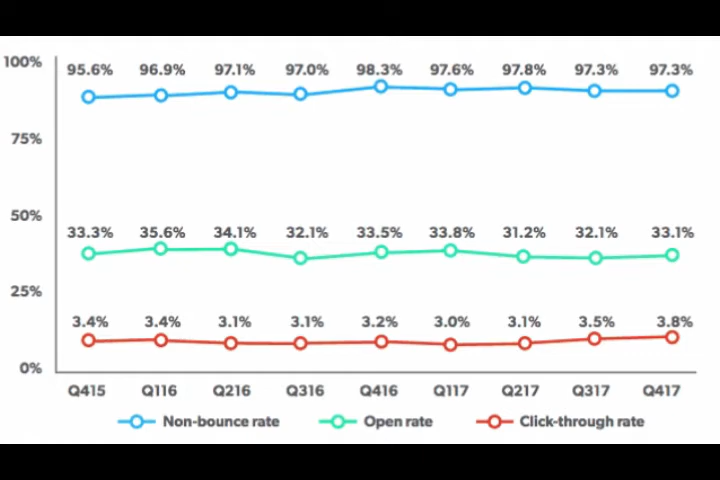 100%
95.6% 96.9% 97.1% 97.0% 98.3% 97.6% 97.8% 97.3% 97.3%
75%
50%
33.3% 35.6% 34.1% 32.1% 33.5% 33.8% 31.2% 32.1% 33.1%
25%
3.4% 3.4% 3.1% 3.1% 3.2% 3.0% 3.1% 3.5% 3.8%
0%
Q415 Q116 Q216 Q316 Q416 Q117 Q217 Q317 Q417
Non-bounce rate Open rate Click-through rate